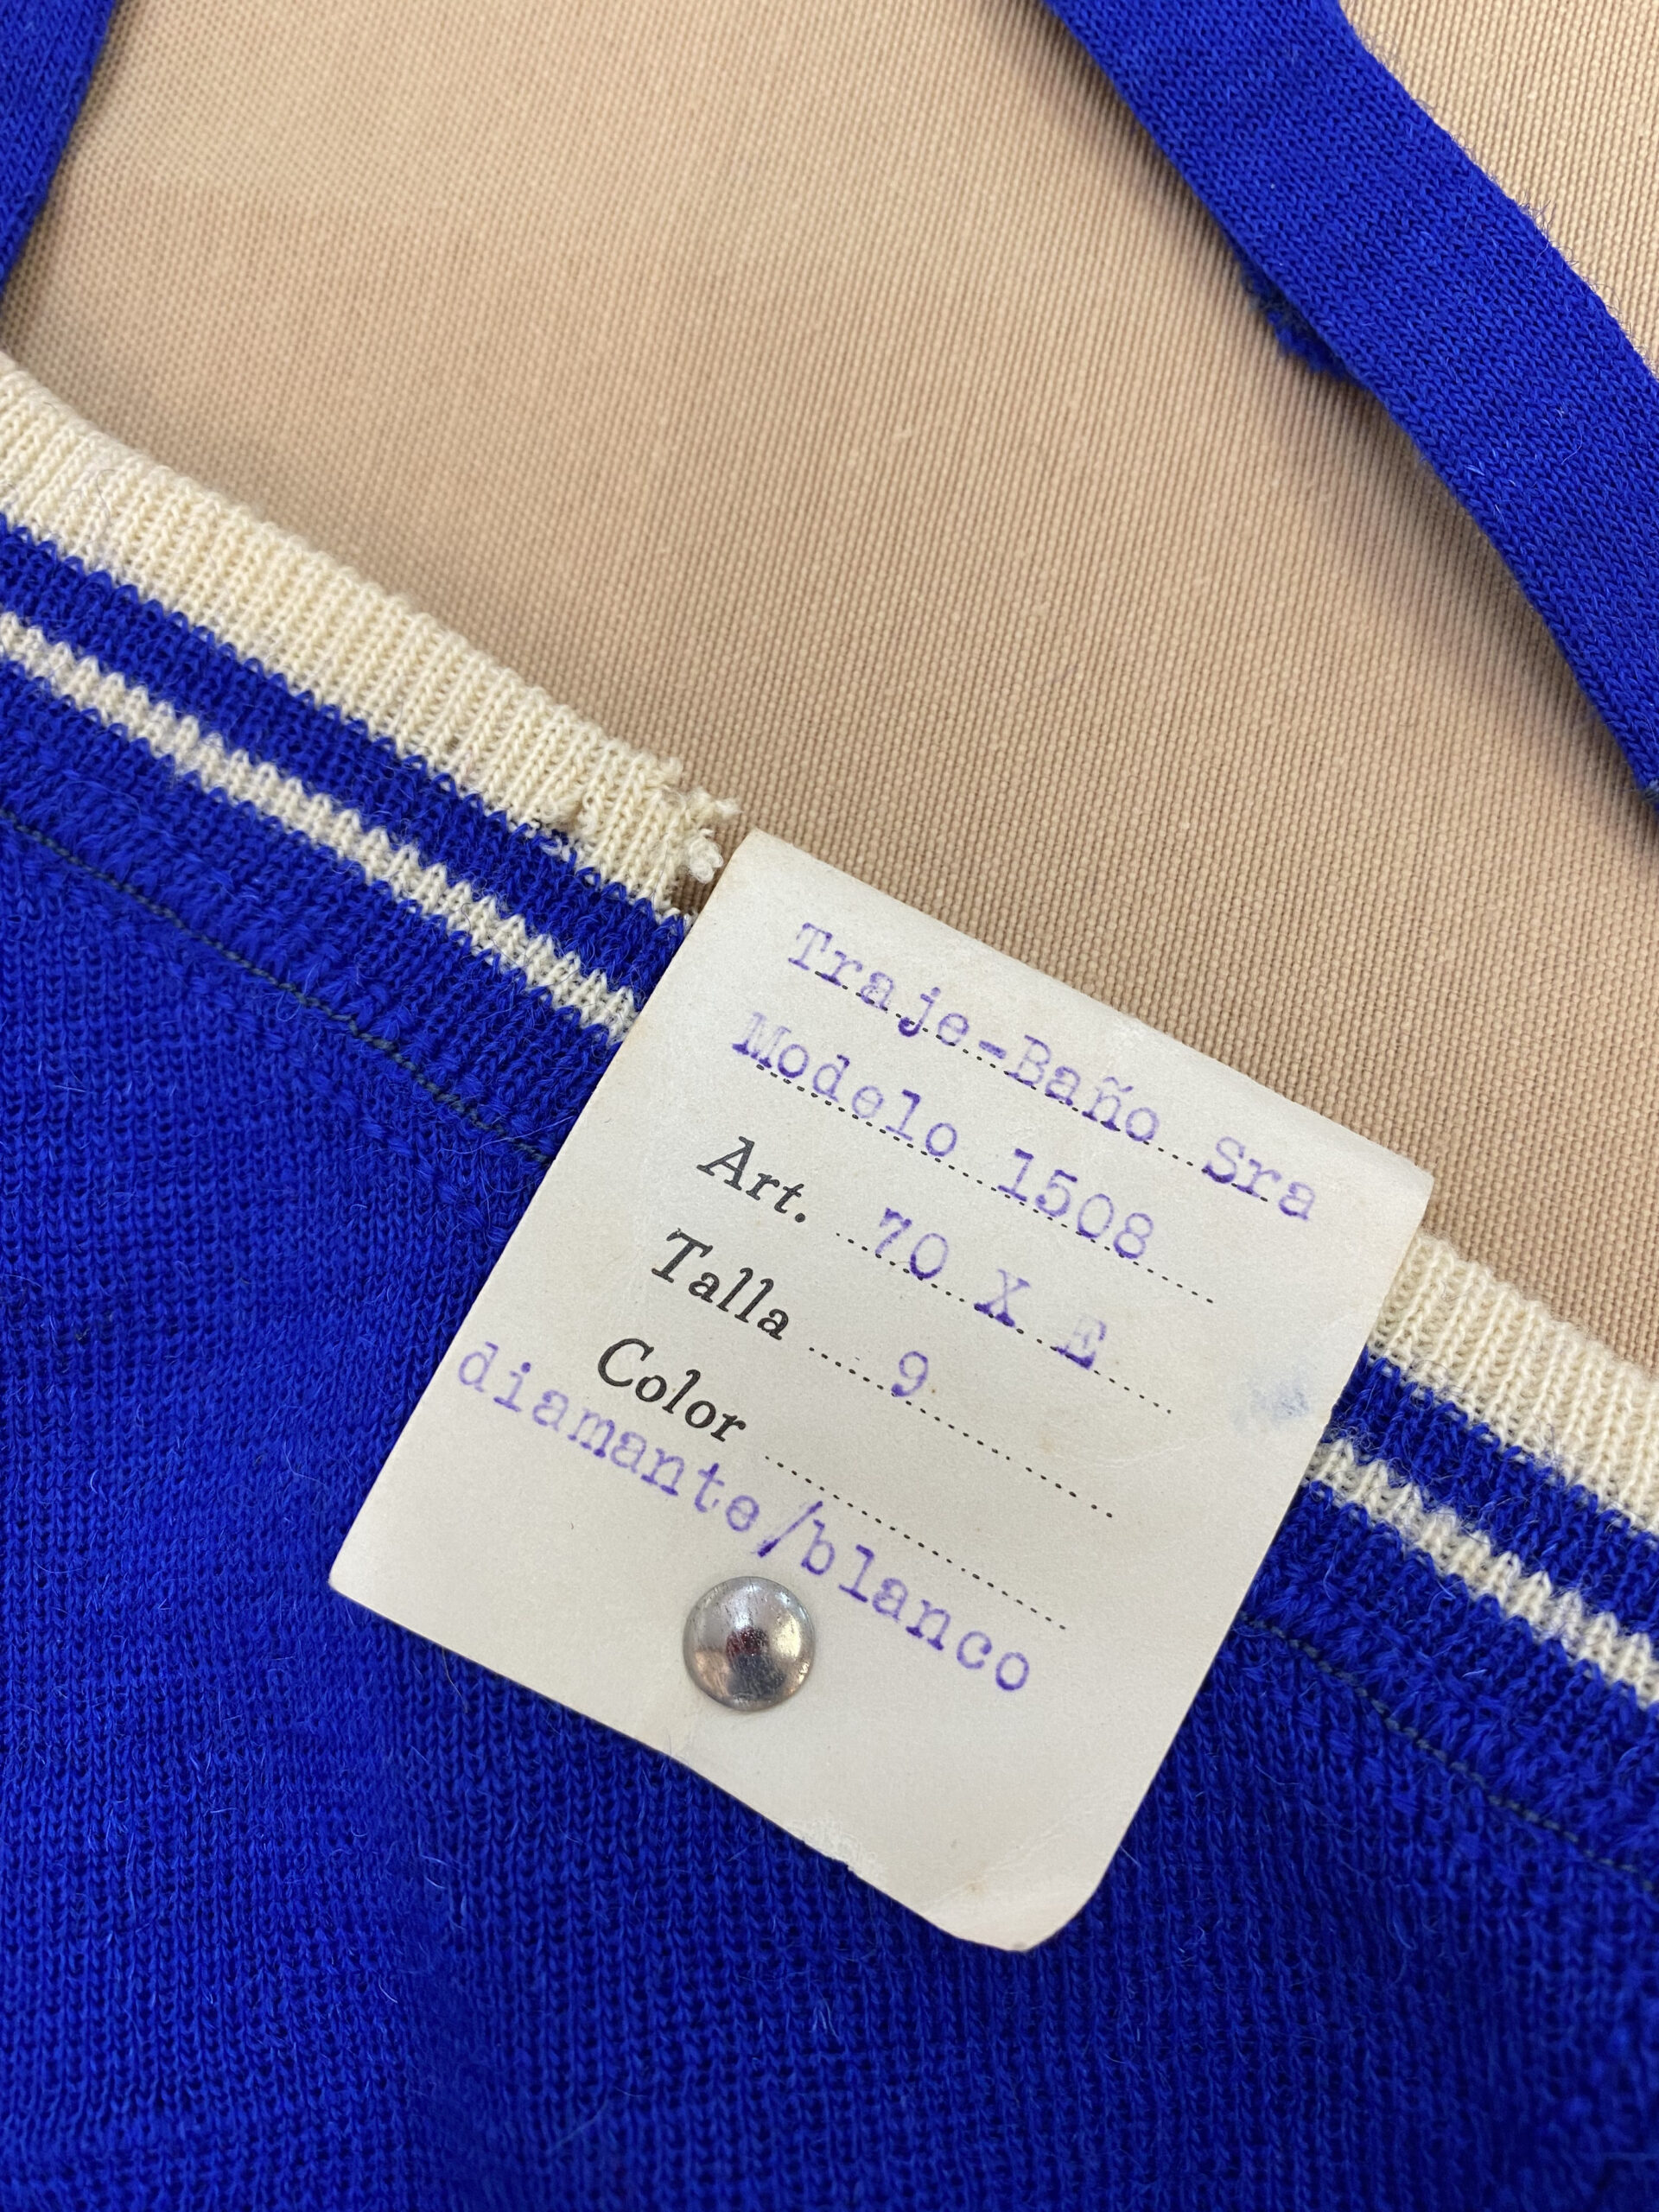 Traje-Baño Sra
Modelo 1508
Art. 70 X E
Talla 9
Color
diamante/blanco